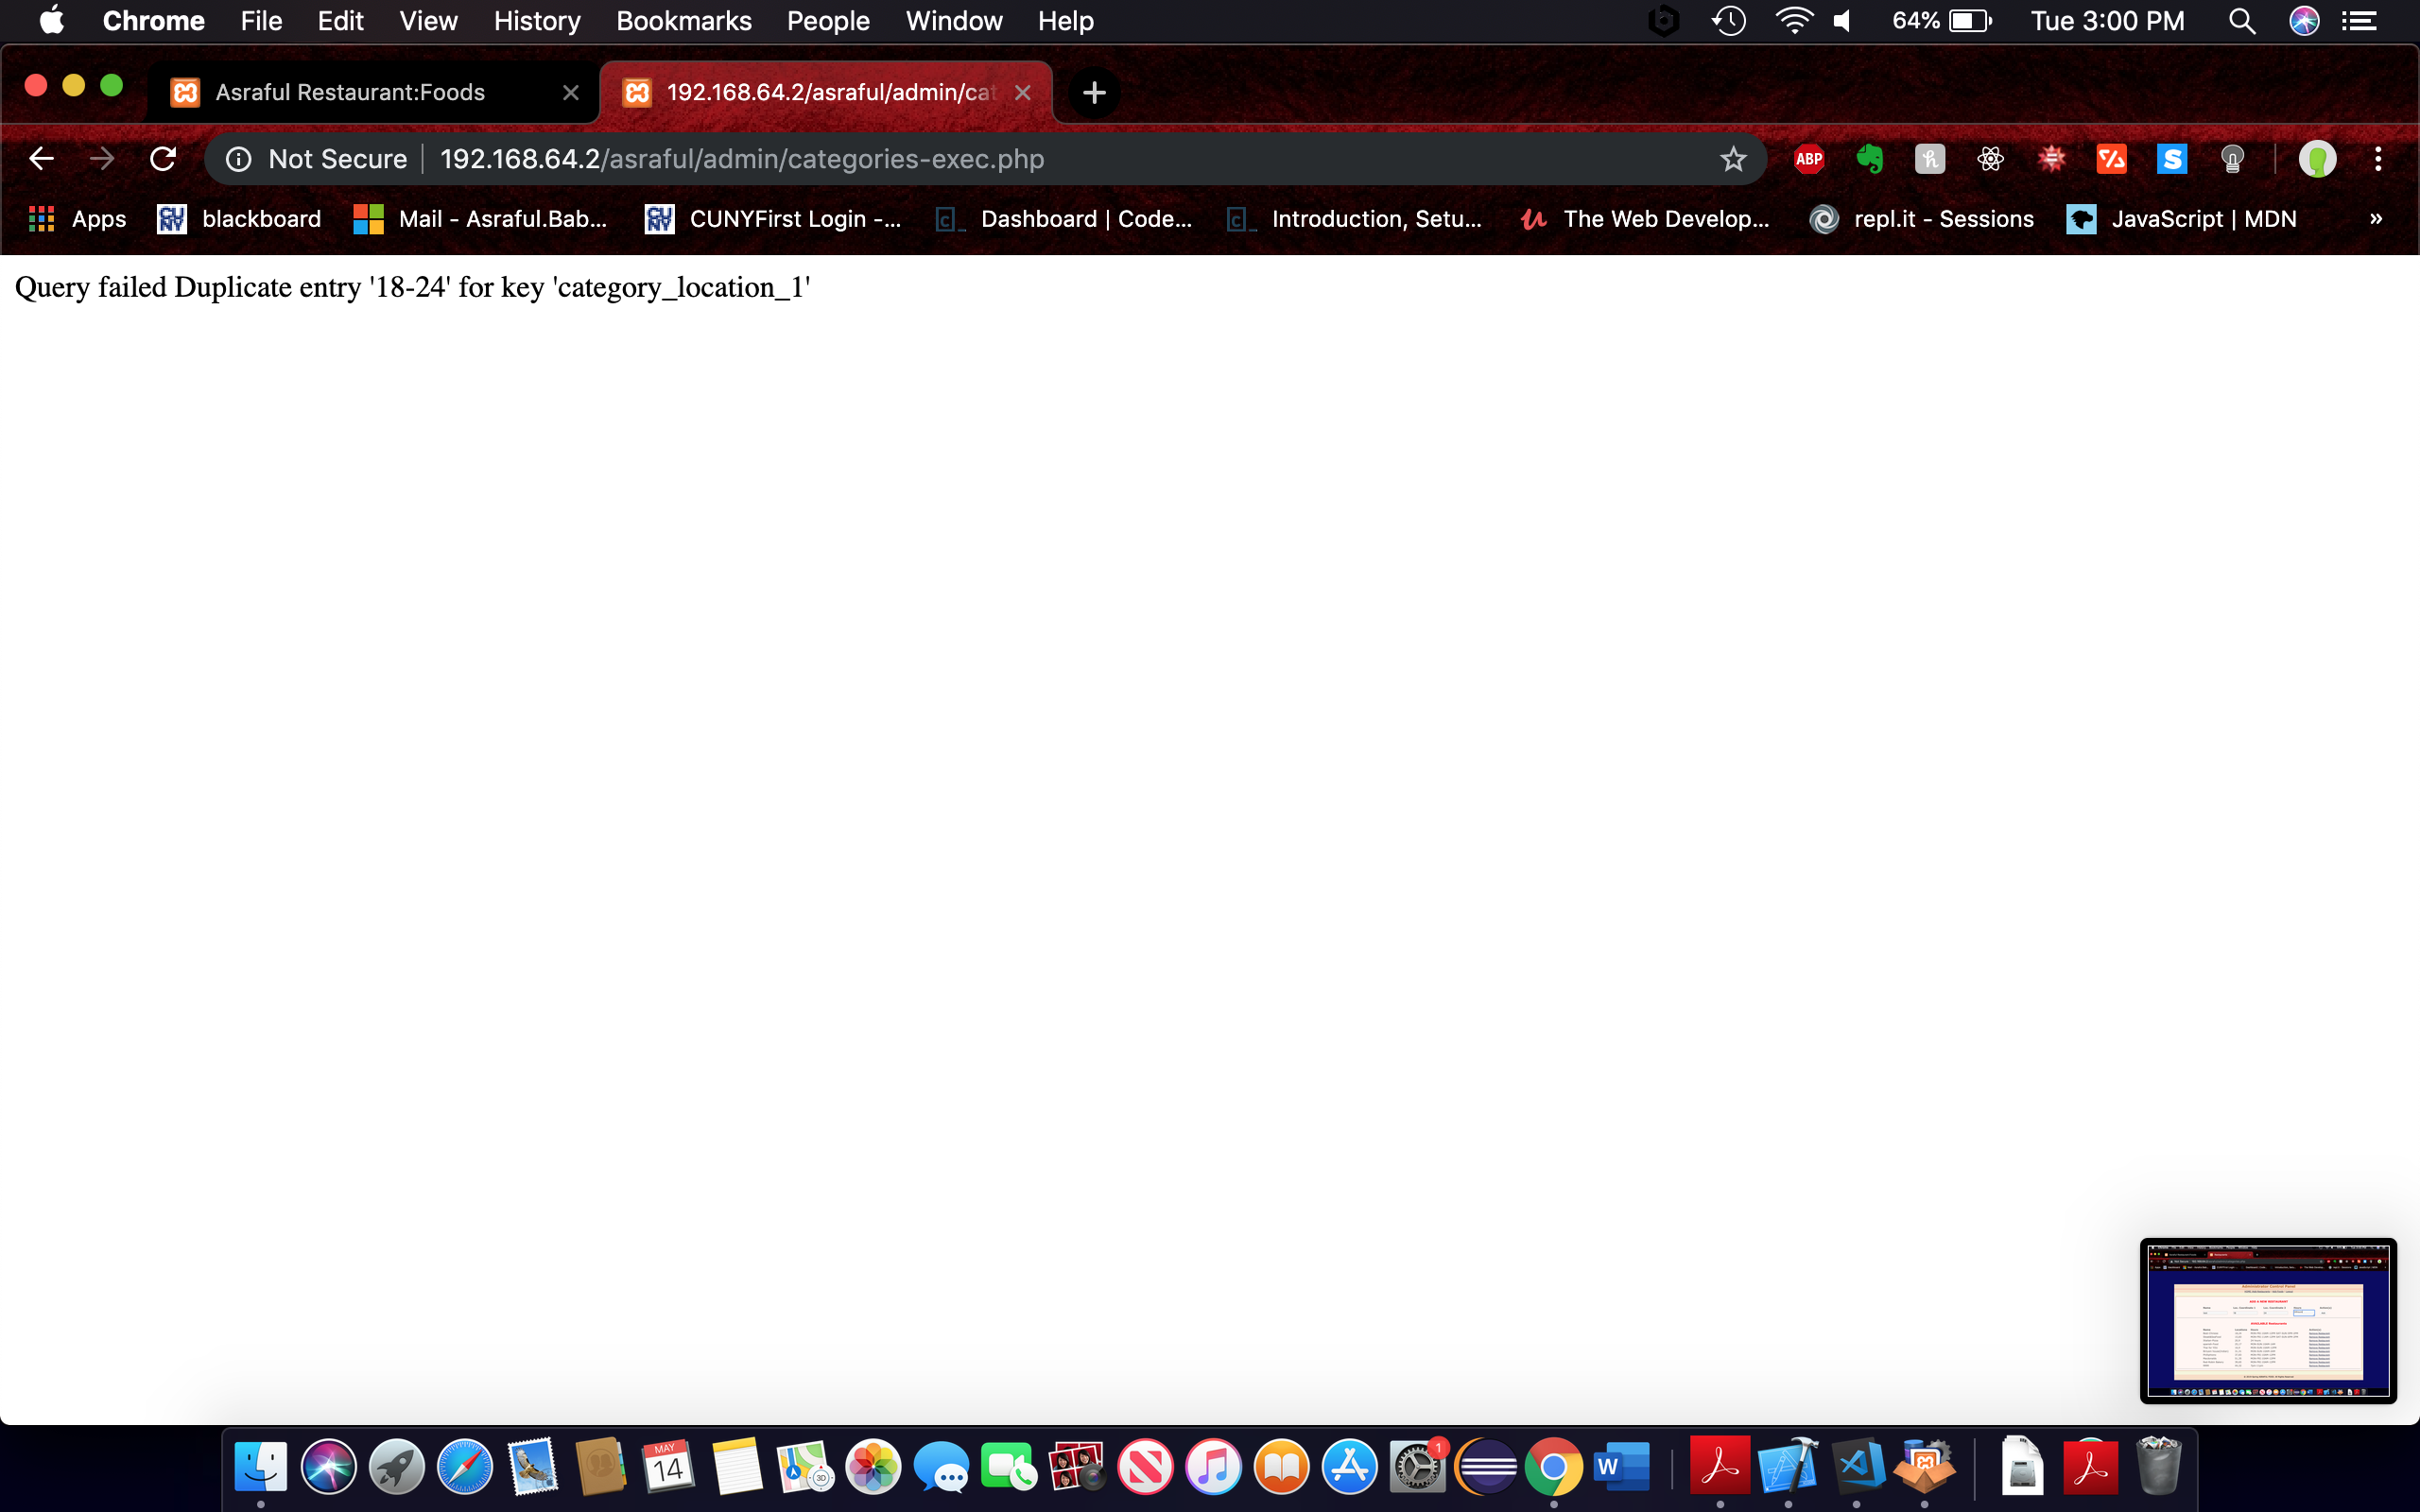 Chrome File Edit View History Bookmarks People Window Help 64% Tue 3:00 PM
Asraful Restaurant:Foods 192.168.64.2/asraful/admin/cat
Not Secure 192.168.64.2/asraful/admin/categories-exec.php ABP
Apps blackboard Mail - Asraful.Bab... CUNYFirst Login -... Dashboard | Code... Introduction, Setu... The Web Develop... repl.it - Sessions JavaScript | MDN »
Query failed Duplicate entry '18-24' for key 'category_location_1'
MAY
14
3D
1
W